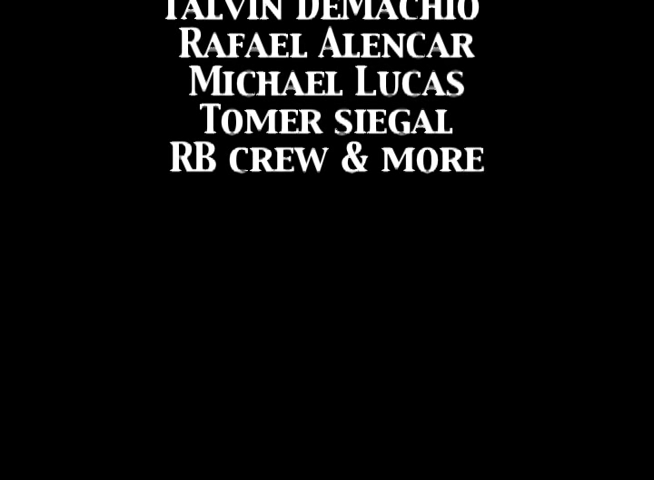 Talvin DeMachio
Rafael Alencar
Michael Lucas
Tomer siegal
RB crew & more